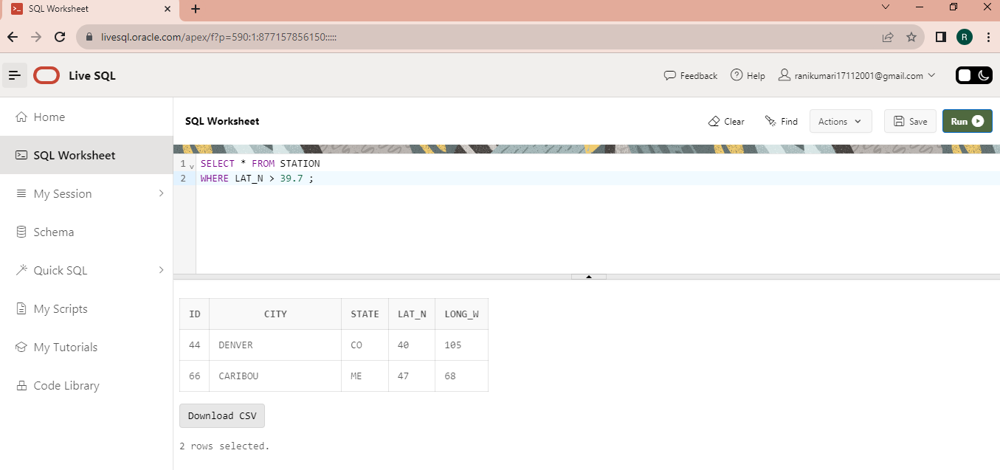 SQL Worksheet
livesql.oracle.com/apex/f?p=590:1:877157856150:::::
R
Live SQL
Feedback
Help
ranikumari17112001@gmail.com
Home
SQL Worksheet
My Session
Schema
Quick SQL
My Scripts
My Tutorials
Code Library
SQL Worksheet
Clear
Find
Actions
Save
Run
1 SELECT * FROM STATION
2 WHERE LAT_N > 39.7 ;
ID CITY STATE LAT_N LONG_W
44 DENVER CO 40 105
66 CARIBOU ME 47 68
Download CSV
2 rows selected.